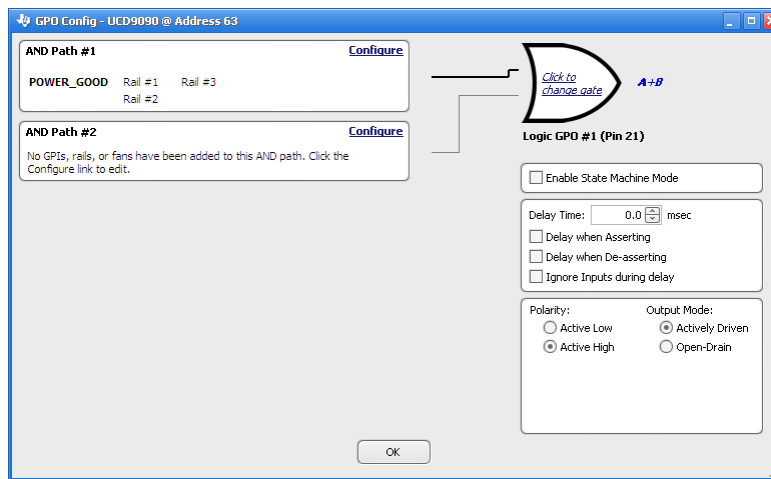 GPO Config - UCD9090 @ Address 63
AND Path #1 Configure
POWER_GOOD Rail #1 Rail #3
Rail #2
AND Path #2 Configure
No GPIs, rails, or fans have been added to this AND path. Click the
Configure link to edit.
Click to
change gate
A+B
Logic GPO #1 (Pin 21)
Enable State Machine Mode
Delay Time: 0.0 msec
Delay when Asserting
Delay when De-asserting
Ignore Inputs during delay
Polarity: Output Mode:
Active Low Actively Driven
Active High Open-Drain
OK